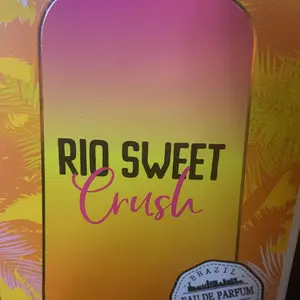 RIO SWEET
Crush
BRAZIL
EAU DE PARFUM